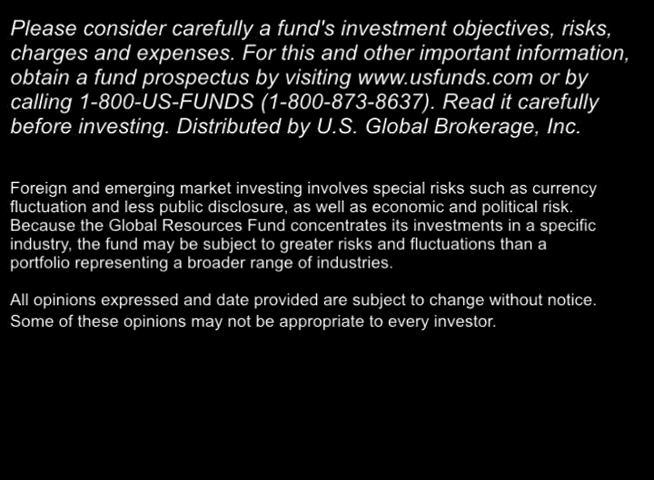 Please consider carefully a fund's investment objectives, risks,
charges and expenses. For this and other important information,
obtain a fund prospectus by visiting www.usfunds.com or by
calling 1-800-US-FUNDS (1-800-873-8637). Read it carefully
before investing. Distributed by U.S. Global Brokerage, Inc.
Foreign and emerging market investing involves special risks such as currency
fluctuation and less public disclosure, as well as economic and political risk.
Because the Global Resources Fund concentrates its investments in a specific
industry, the fund may be subject to greater risks and fluctuations than a
portfolio representing a broader range of industries.
All opinions expressed and date provided are subject to change without notice.
Some of these opinions may not be appropriate to every investor.